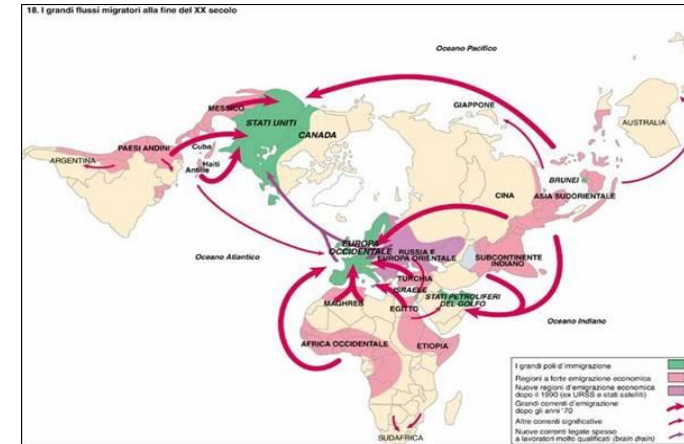 18. I grandi flussi migratori alla fine del XX secolo
Oceano Pacifico
MESSICO
STATI UNITI
CANADA
GIAPPONE
AUSTRALIA
ARGENTINA
PAESI ANDINI
Cuba
Haiti
Antille
BRUNEI
CINA
ASIA SUDORIENTALE
Oceano Atlantico
EUROPA
OCCIDENTALE
RUSSIA E
EUROPA ORIENTALE
SUBCONTINENTE
INDIANO
TURCHIA
ISRAELE
STATI PETROLIFERI
DEL GOLFO
MAGHREB
EGITTO
Oceano Indiano
AFRICA OCCIDENTALE
ETIOPIA
SUDAFRICA
I grandi poli d'immigrazione
Regioni a forte emigrazione economica
Nuove regioni d'emigrazione economica
dopo il 1990 (ex URSS e stati satelliti)
Grandi correnti d'emigrazione
dopo gli anni '70
Altre correnti significative
Nuove correnti legate spesso
a lavoratori molto qualificati (brain drain)